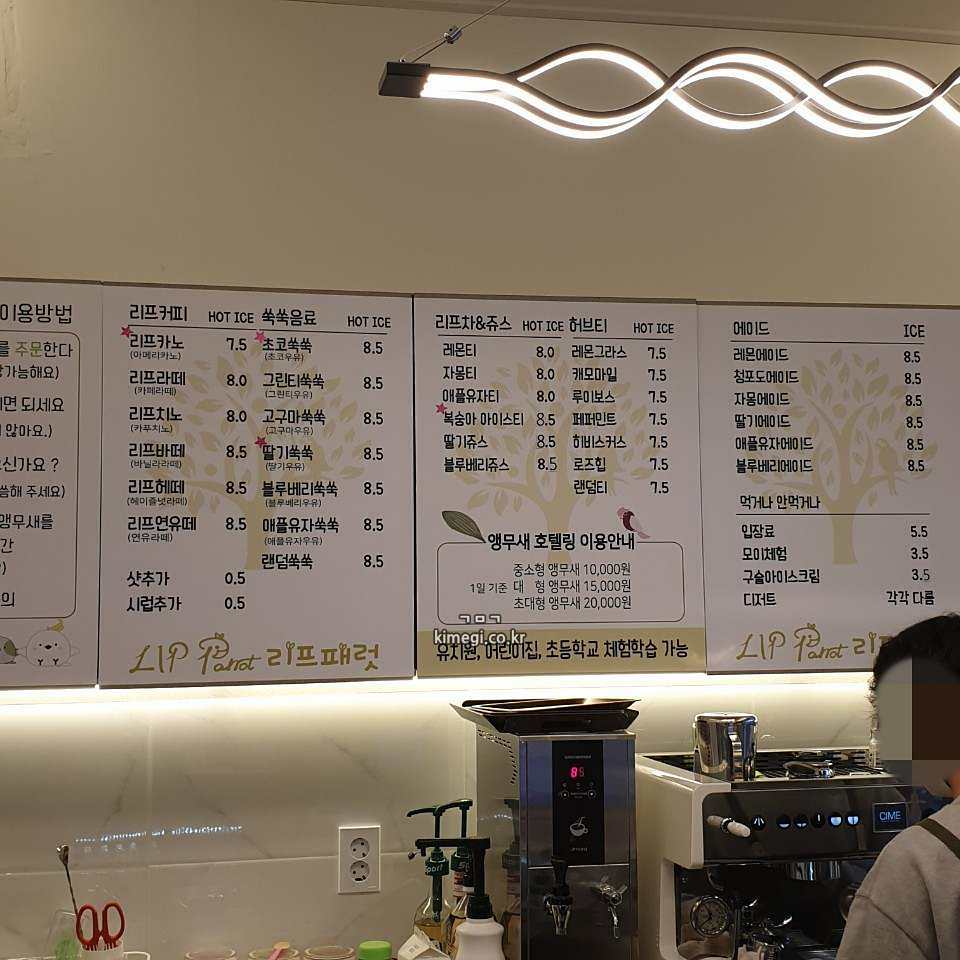 이용방법
를 주문한다
가능해요)
면 되세요
않아요.)
신가요 ?
씀해 주세요)
앵무새를
간
의
리프커피 HOT ICE
리프카노 7.5
(아메리카노)
리프라떼 8.0
(카페라떼)
리프치노 8.0
(카푸치노)
리프바떼 8.5
(바닐라라떼)
리프헤떼 8.5
(헤이즐넛라떼)
리프연유떼 8.5
(연유라떼)
샷추가 0.5
시럽추가 0.5
쑥쑥음료 HOT ICE
초코쑥쑥 8.5
(초코우유)
그린티쑥쑥 8.5
(그린티우유)
고구마쑥쑥 8.5
(고구마우유)
딸기쑥쑥 8.5
(딸기우유)
블루베리쑥쑥 8.5
(블루베리우유)
애플유자쑥쑥 8.5
(애플유자우유)
랜덤쑥쑥 8.5
LIP Parrot 리프패럿
리프차&쥬스 HOT ICE
레몬티 8.0
자몽티 8.0
애플유자티 8.0
복숭아 아이스티 8.5
딸기쥬스 8.5
블루베리쥬스 8.5
허브티 HOT ICE
레몬그라스 7.5
캐모마일 7.5
루이보스 7.5
페퍼민트 7.5
히비스커스 7.5
로즈힙 7.5
랜덤티 7.5
앵무새 호텔링 이용안내
중소형 앵무새 10,000원
1일 기준 대 형 앵무새 15,000원
초대형 앵무새 20,000원
ㄱㅁㄱ
kimegi.co.kr
유치원, 어린이집, 초등학교 체험학습 가능
에이드 ICE
레몬에이드 8.5
청포도에이드 8.5
자몽에이드 8.5
딸기에이드 8.5
애플유자에이드 8.5
블루베리에이드 8.5
먹거나 안먹거나
입장료 5.5
모이체험 3.5
구슬아이스크림 3.5
디저트 각각 다름
LIP Parrot 리
CIME